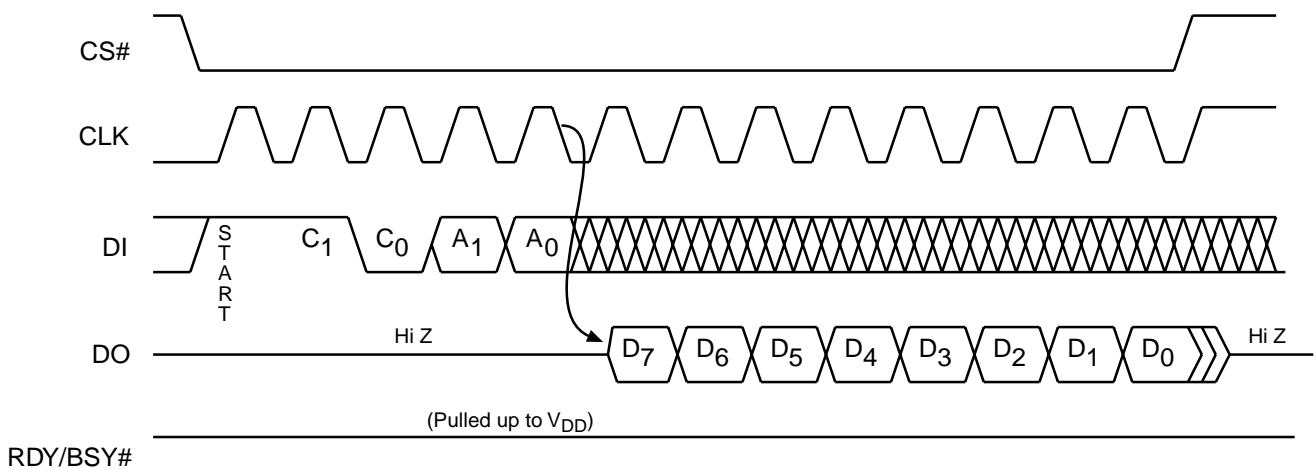 CS#
CLK
DI
START
C1 C0 A1 A0
DO
Hi Z
D7 D6 D5 D4 D3 D2 D1 D0
Hi Z
(Pulled up to VDD)
RDY/BSY#